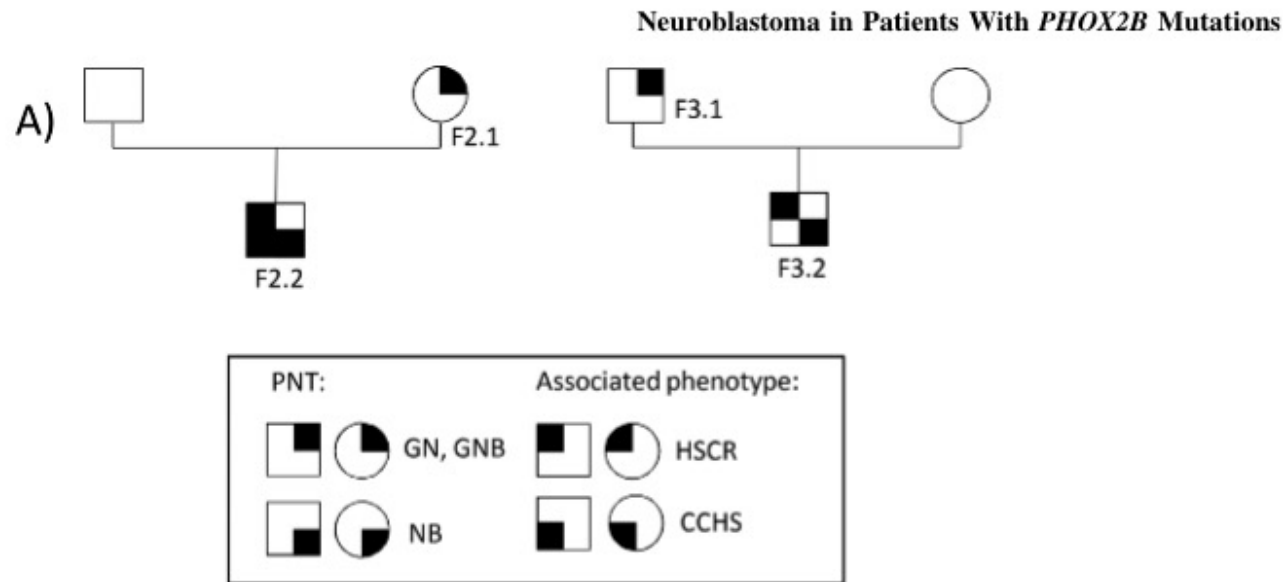 Neuroblastoma in Patients With PHOX2B Mutations
A)
F2.1
F3.1
F2.2
F3.2
PNT:
Associated phenotype:
GN, GNB
HSCR
NB
CCHS